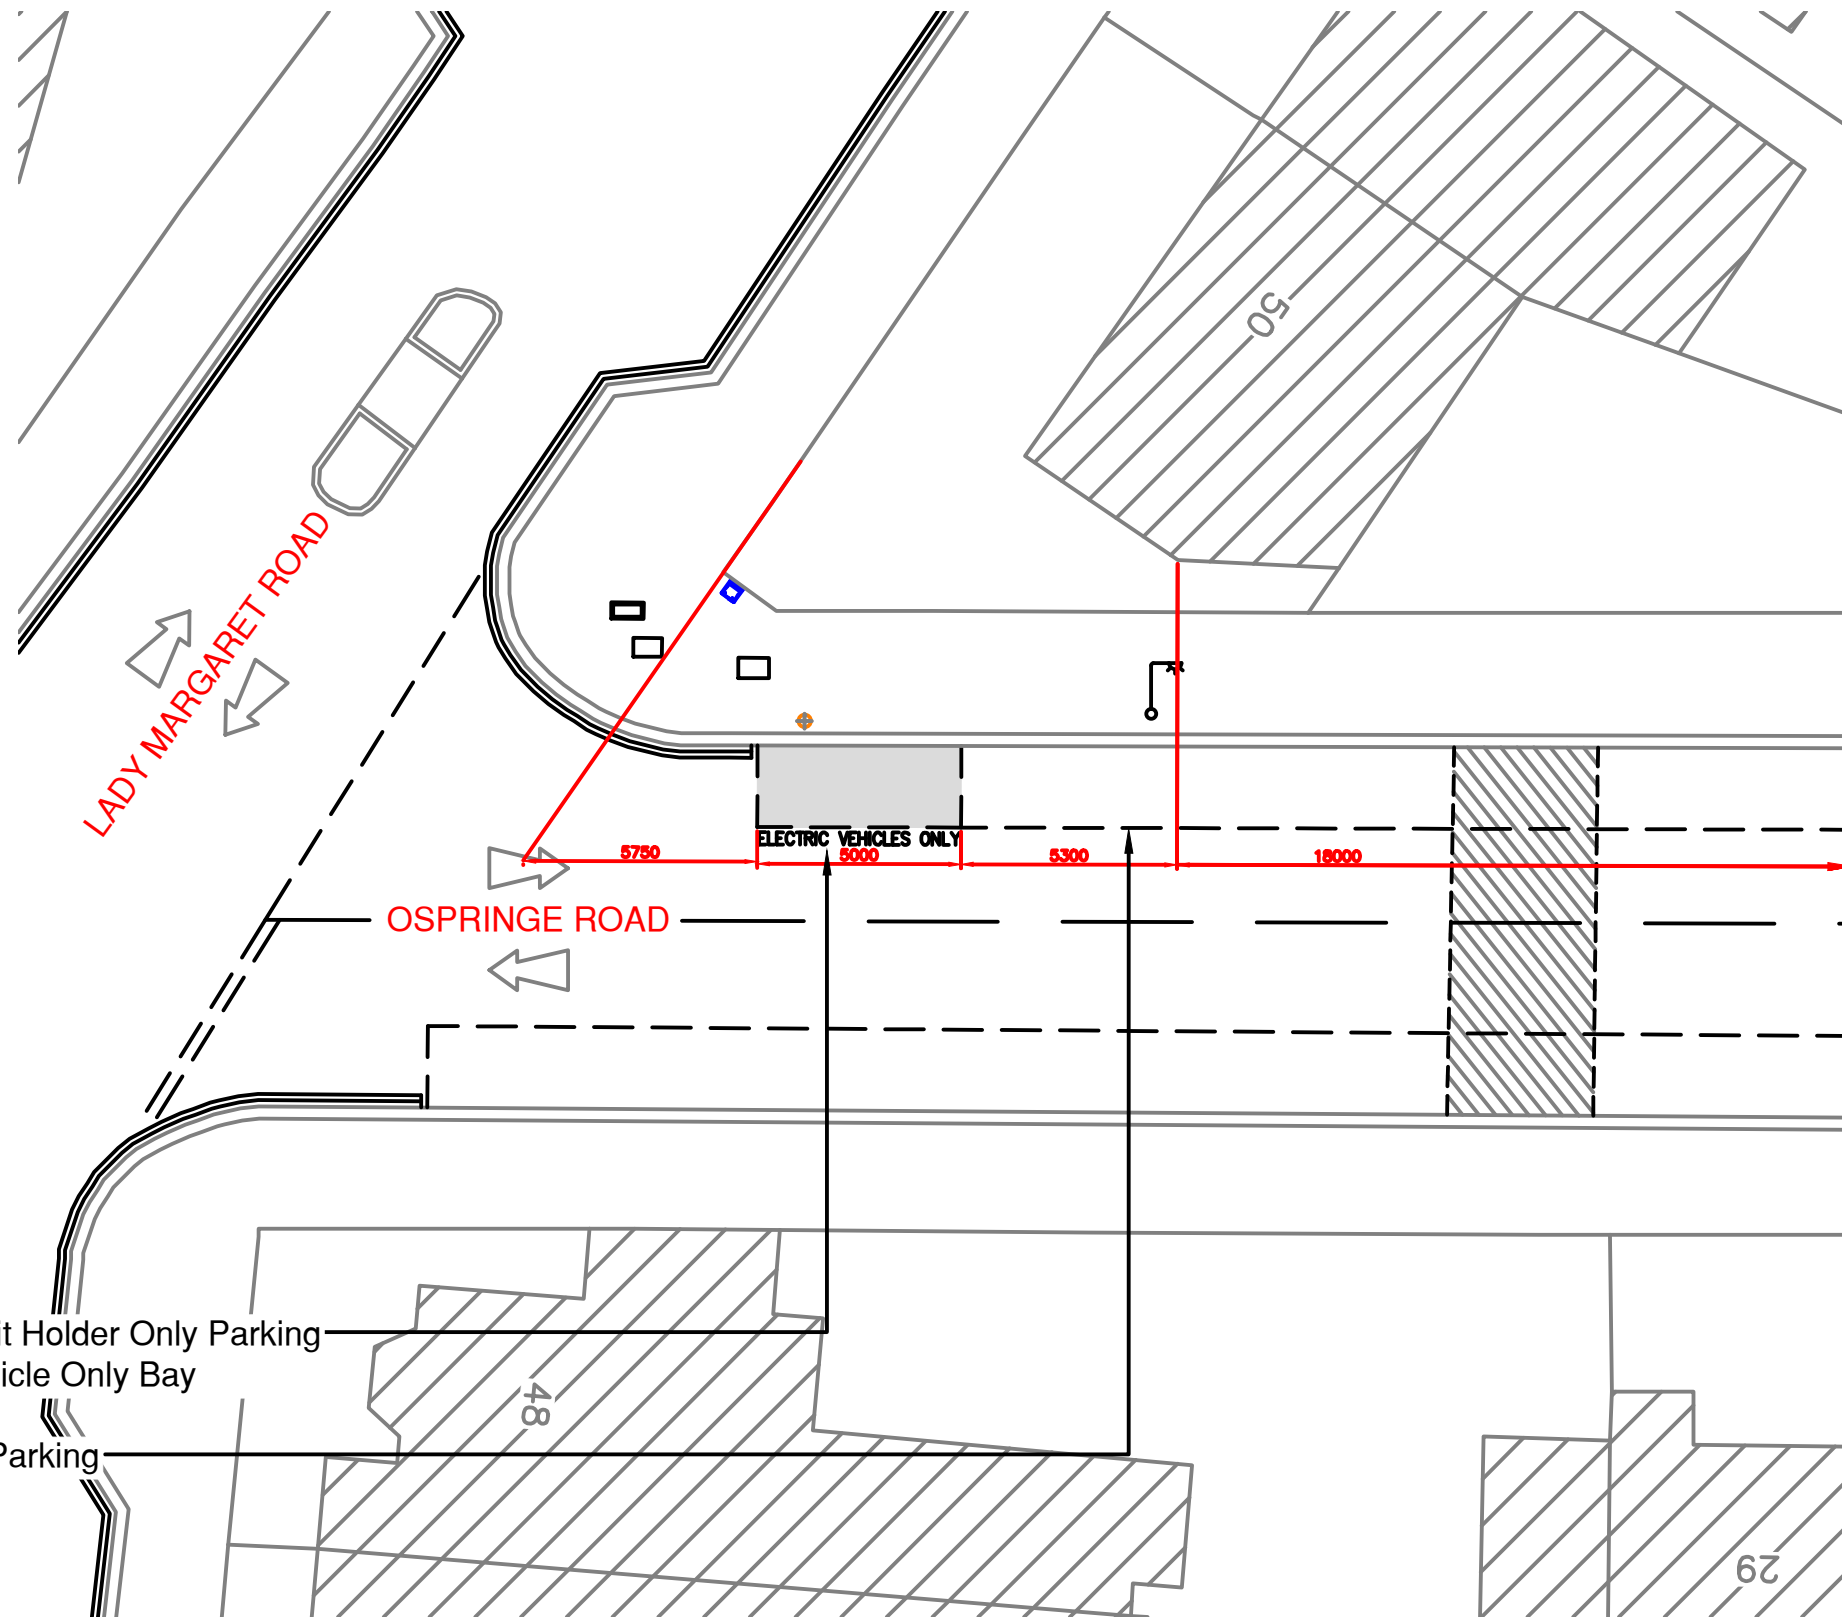 50
LADY MARGARET ROAD
ELECTRIC VEHICLES ONLY
5750
5000
5300
18000
OSPRINGE ROAD
it Holder Only Parking
icle Only Bay
48
Parking
29